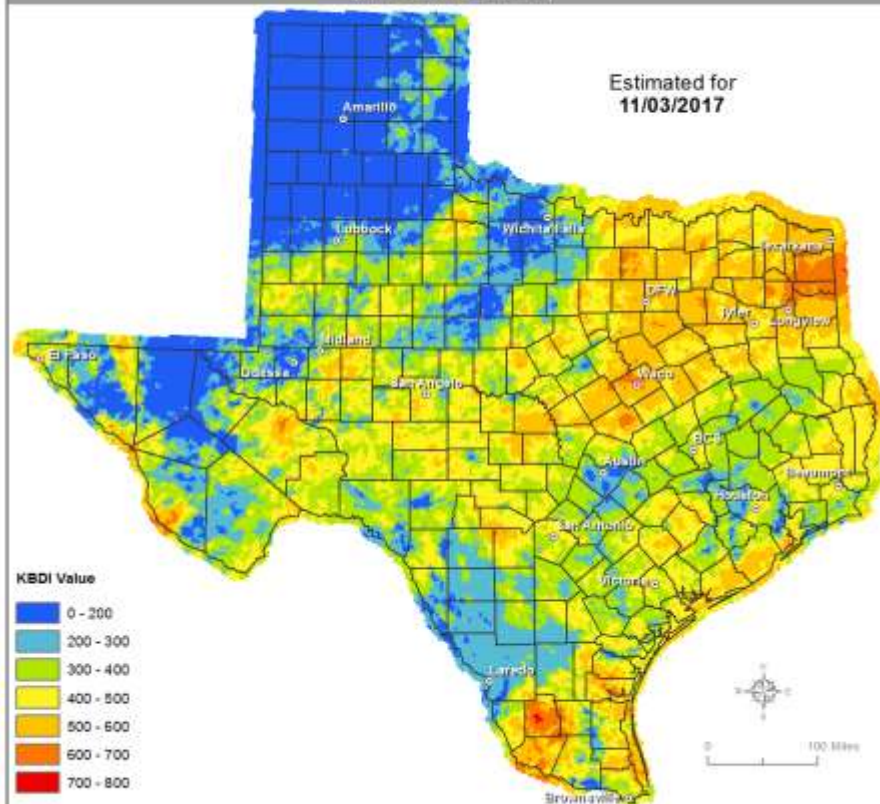 Estimated for
11/03/2017
Amarillo
Lubbock
Wichita Falls
Texarkana
DFW
Tyler
Longview
El Paso
Midland
Odessa
San Angelo
Waco
BCS
Austin
Beaumont
Houston
San Antonio
Victoria
Laredo
Brownsville
KBDI Value
0 - 200
200 - 300
300 - 400
400 - 500
500 - 600
600 - 700
700 - 800
0 100 Miles